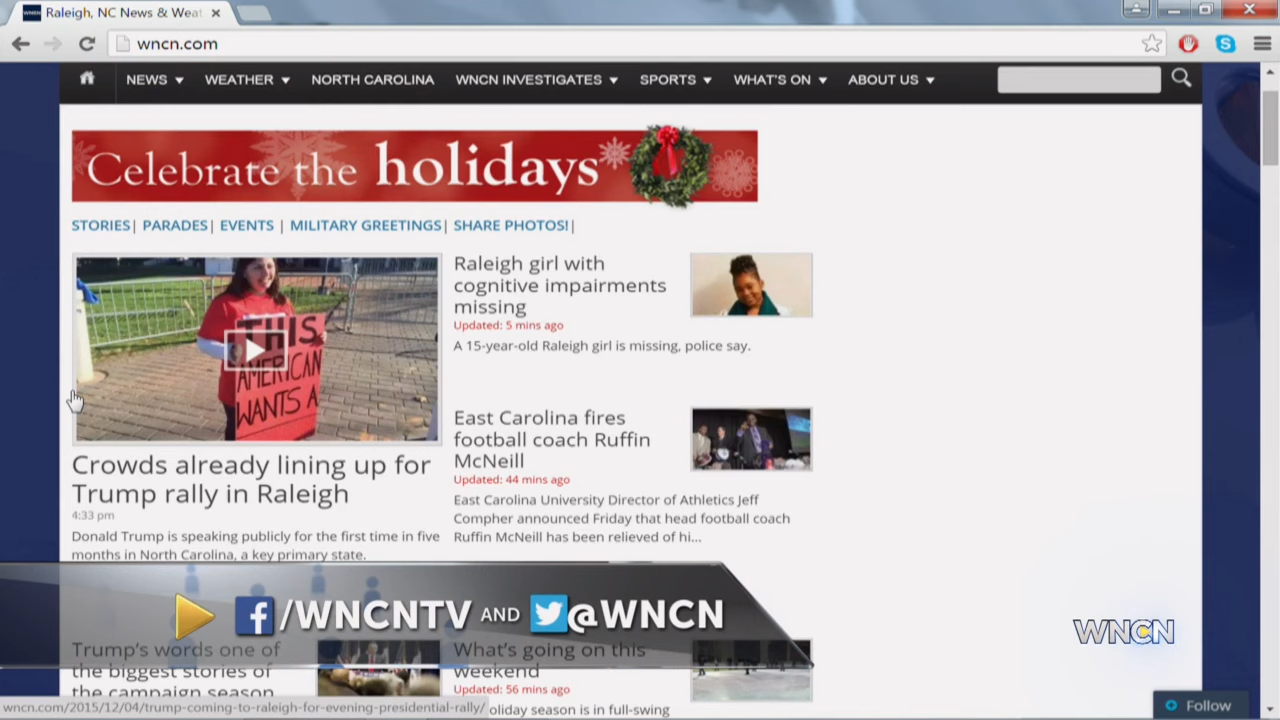 Raleigh, NC News & Weat
wncn.com
NEWS WEATHER NORTH CAROLINA WNCN INVESTIGATES SPORTS WHAT'S ON ABOUT US
Celebrate the holidays
STORIES| PARADES| EVENTS | MILITARY GREETINGS| SHARE PHOTOS!|
THIS
AMERICAN
WANTS A
Crowds already lining up for
Trump rally in Raleigh
4:33 pm
Donald Trump is speaking publicly for the first time in five
months in North Carolina, a key primary state.
Raleigh girl with
cognitive impairments
missing
Updated: 5 mins ago
A 15-year-old Raleigh girl is missing, police say.
East Carolina fires
football coach Ruffin
McNeill
Updated: 44 mins ago
East Carolina University Director of Athletics Jeff
Compher announced Friday that head football coach
Ruffin McNeill has been relieved of hi...
f/WNCNTV AND @WNCN
WNCN
Trump's words one of
the biggest stories of
the campaign season
What's going on this
weekend
Updated: 56 mins ago
oliday season is in full-swing
wncn.com/2015/12/04/trump-coming-to-raleigh-for-evening-presidential-rally/
Follow